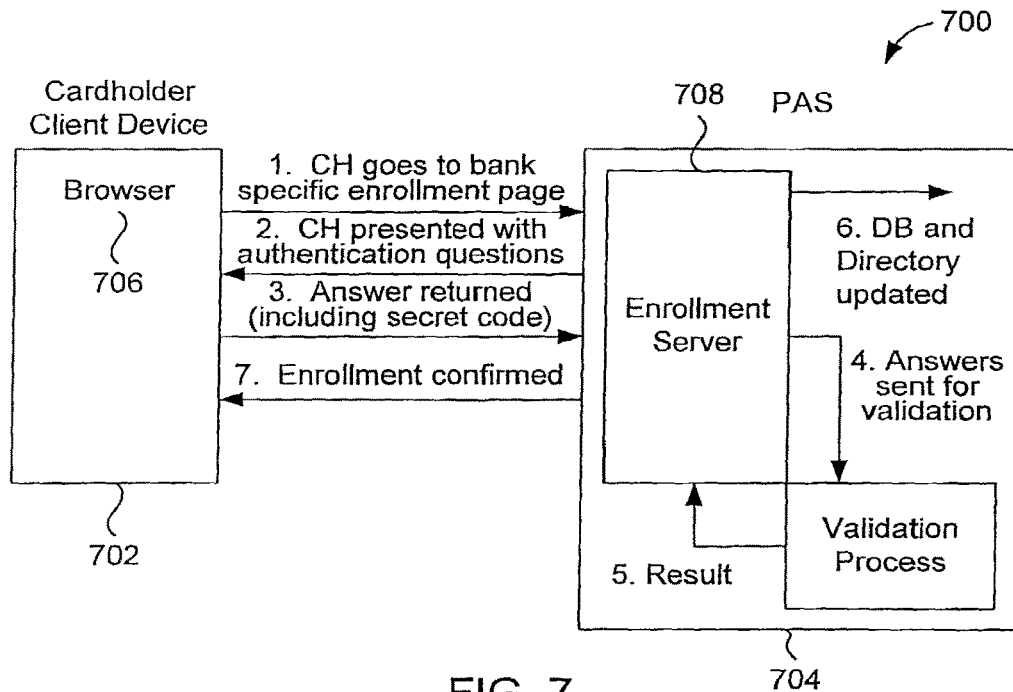 700
Cardholder
Client Device
708
PAS
Browser
706
1. CH goes to bank
specific enrollment page
2. CH presented with
authentication questions
3. Answer returned
(including secret code)
7. Enrollment confirmed
Enrollment
Server
6. DB and
Directory
updated
4. Answers
sent for
validation
Validation
Process
5. Result
702
704
FIG. 7